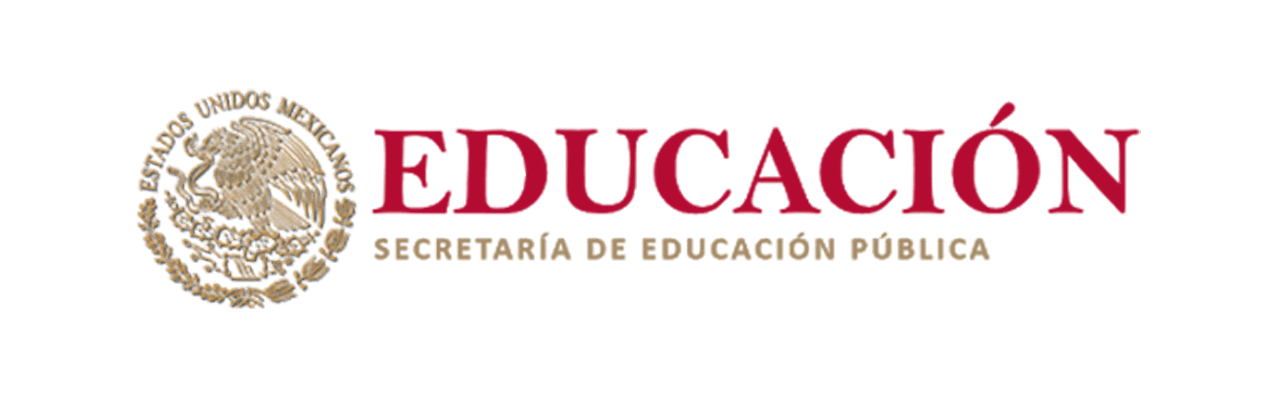 ESTADOS UNIDOS MEXICANOS
EDUCACIÓN
SECRETARÍA DE EDUCACIÓN PÚBLICA